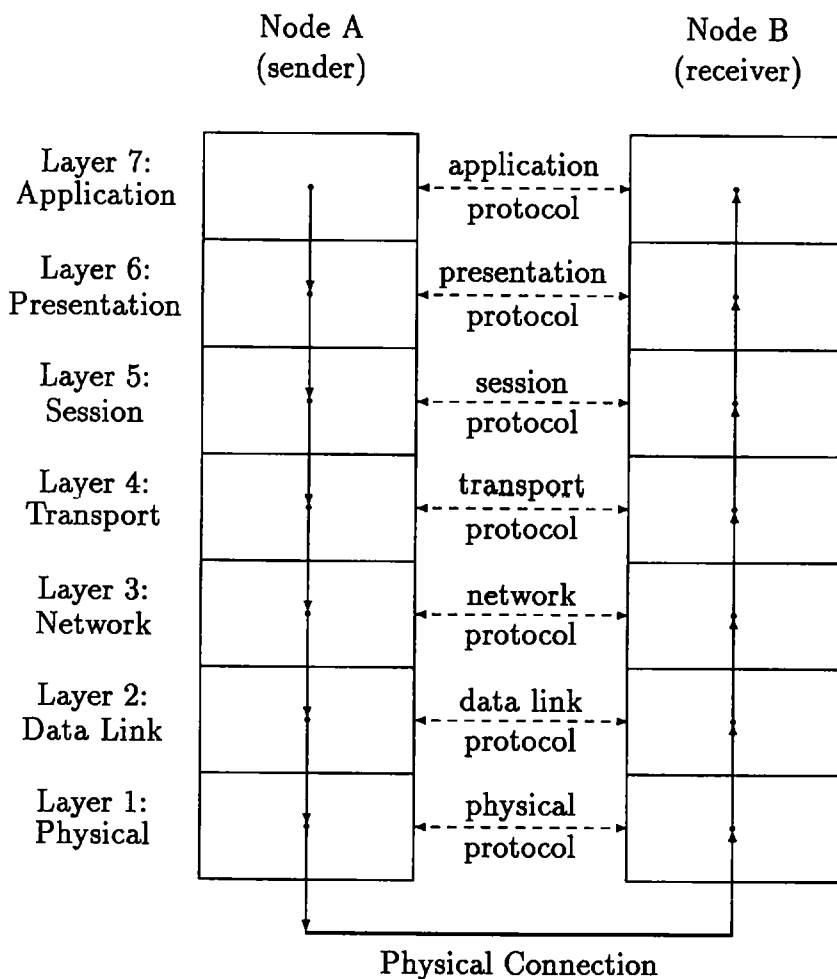 Node A
(sender)
Node B
(receiver)
Layer 7:
Application
application
protocol
Layer 6:
Presentation
presentation
protocol
Layer 5:
Session
session
protocol
Layer 4:
Transport
transport
protocol
Layer 3:
Network
network
protocol
Layer 2:
Data Link
data link
protocol
Layer 1:
Physical
physical
protocol
Physical Connection